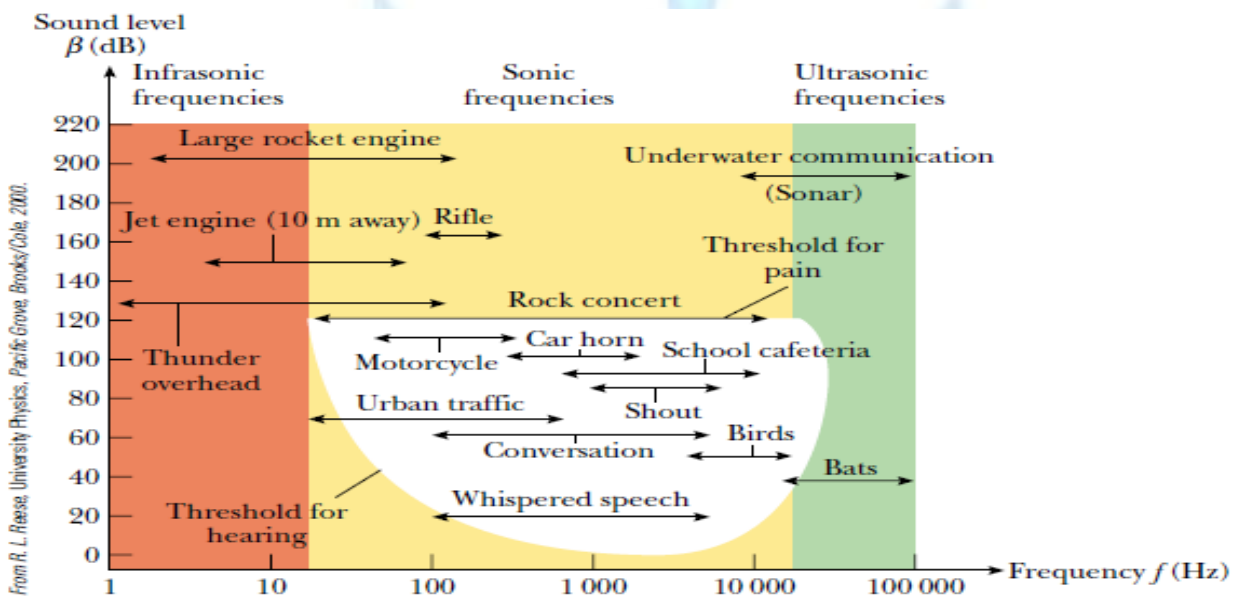 Sound level
β (dB)
Infrasonic
frequencies
Sonic
frequencies
Ultrasonic
frequencies
220
200
180
160
140
120
100
80
60
40
20
0
Large rocket engine
Underwater communication
(Sonar)
Jet engine (10 m away)
Rifle
Threshold for
pain
Rock concert
Thunder
overhead
Motorcycle
Car horn
School cafeteria
Urban traffic
Shout
Conversation
Birds
Bats
Threshold for
hearing
Whispered speech
1
10
100
1 000
10 000
100 000
Frequency f (Hz)
From R. L. Reese, University Physics, Pacific Grove, Brooks/Cole, 2000.